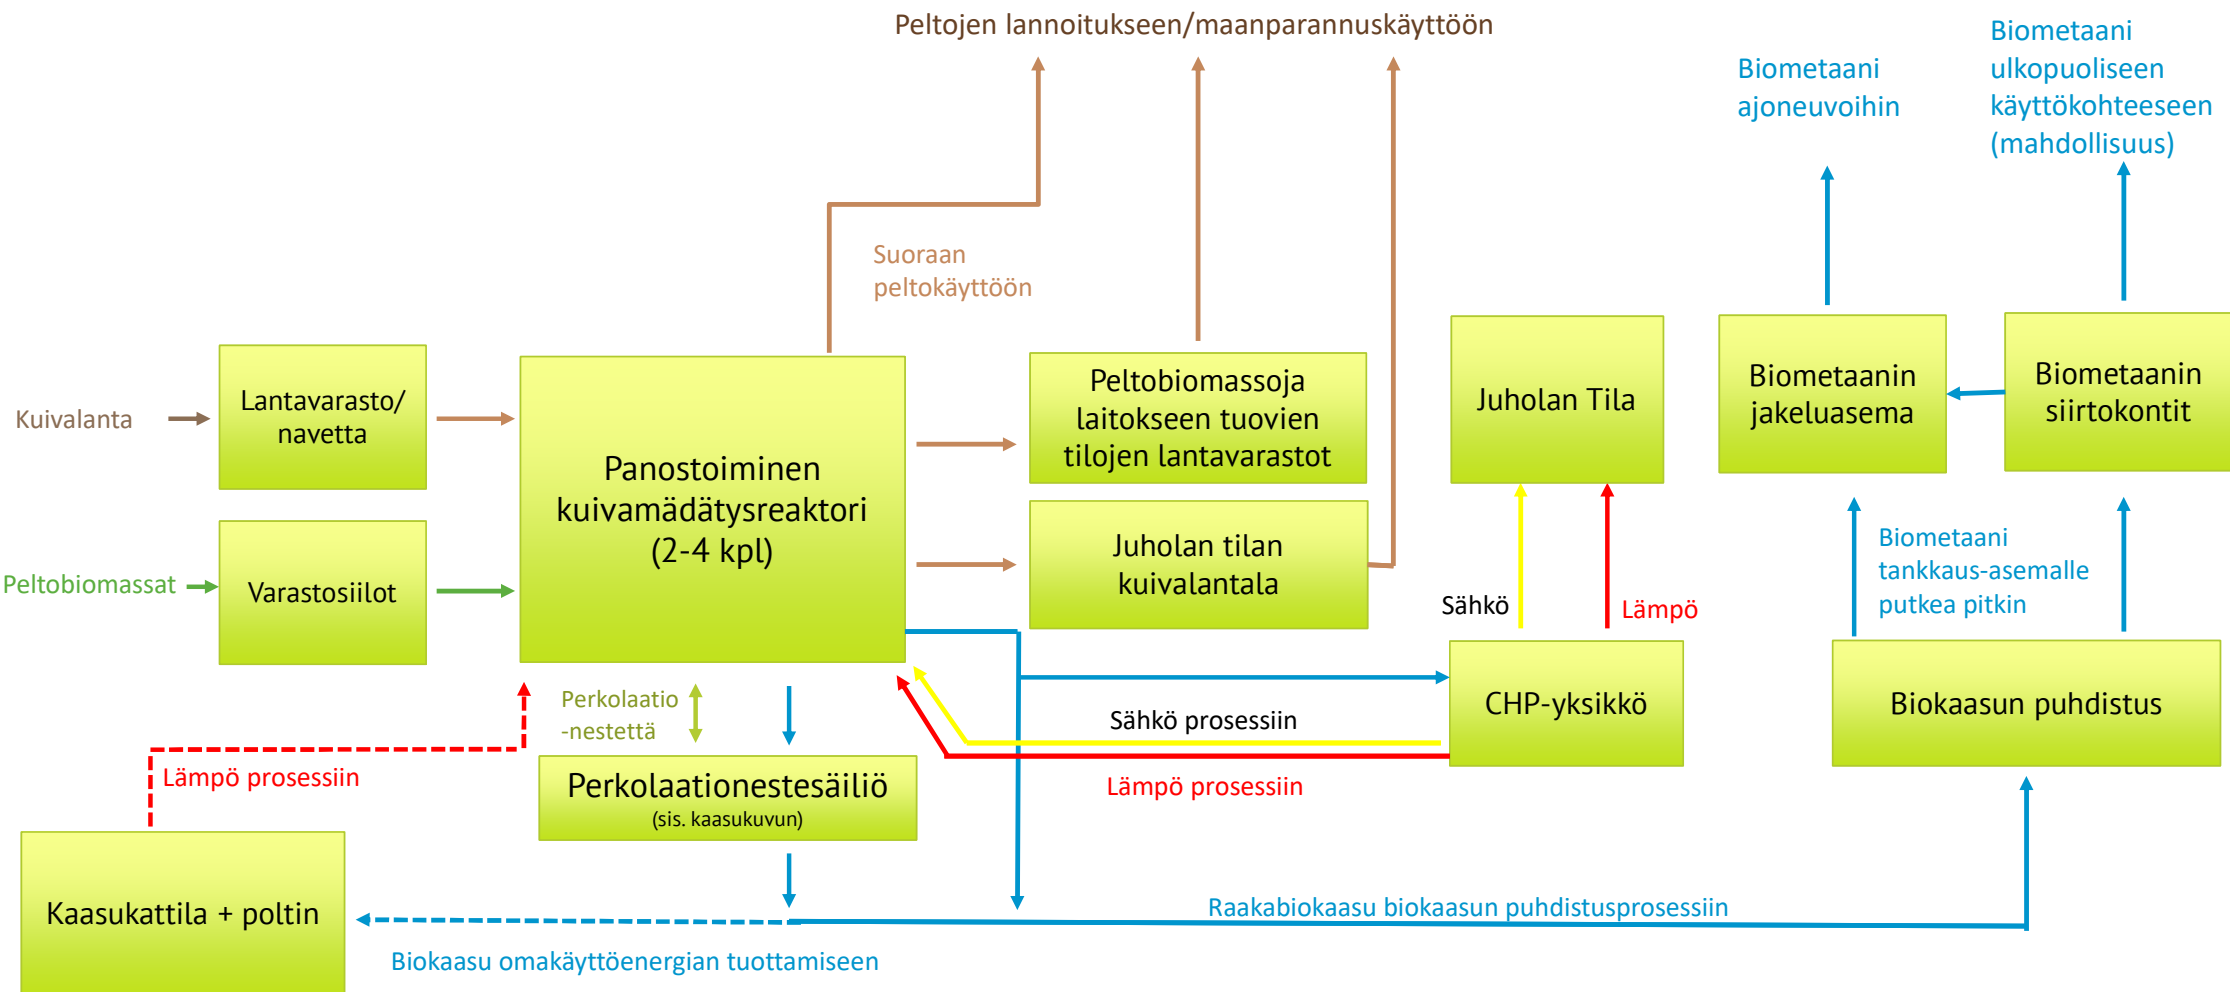 Peltojen lannoitukseen/maanparannuskäyttöön
Biometaani
ajoneuvoihin
Biometaani
ulkopuoliseen
käyttökohteeseen
(mahdollisuus)
Suoraan
peltokäyttöön
Kuivalanta
Lantavarasto/
navetta
Peltobiomassat
Varastosiilot
Panostoiminen
kuivamädätysreaktori
(2-4 kpl)
Peltobiomassoja
laitokseen tuovien
tilojen lantavarastot
Juholan tilan
kuivalantala
Juholan Tila
Biometaanin
jakeluasema
Biometaanin
siirtokontit
Sähkö
Lämpö
Biometaani
tankkaus-asemalle
putkea pitkin
Perkolaatio
-nestettä
Sähkö prosessiin
Lämpö prosessiin
CHP-yksikkö
Biokaasun puhdistus
Lämpö prosessiin
Perkolaationestesäiliö
(sis. kaasukuvun)
Kaasukattila + poltin
Raakabiokaasu biokaasun puhdistusprosessiin
Biokaasu omakäyttöenergian tuottamiseen